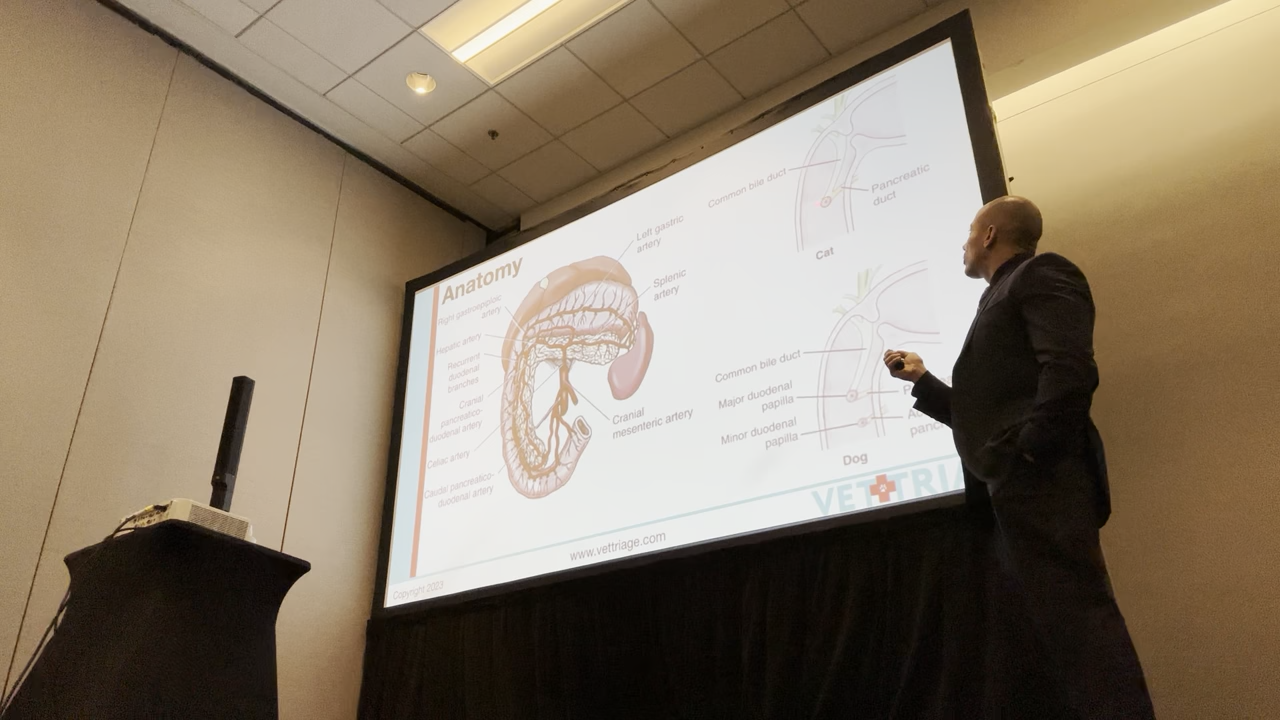 Anatomy
Left gastric
artery
Splenic
artery
Right gastroepiploic
artery
Hepatic artery
Recurrent
duodenal
branches
Cranial
pancreatico-
duodenal artery
Celiac artery
Caudal pancreatico-
duodenal artery
Cranial
mesenteric artery
Common bile duct
Pancreatic
duct
Cat
Common bile duct
Major duodenal
papilla
Minor duodenal
papilla
Dog
VET TRIA
www.vettriage.com
Copyright 2023